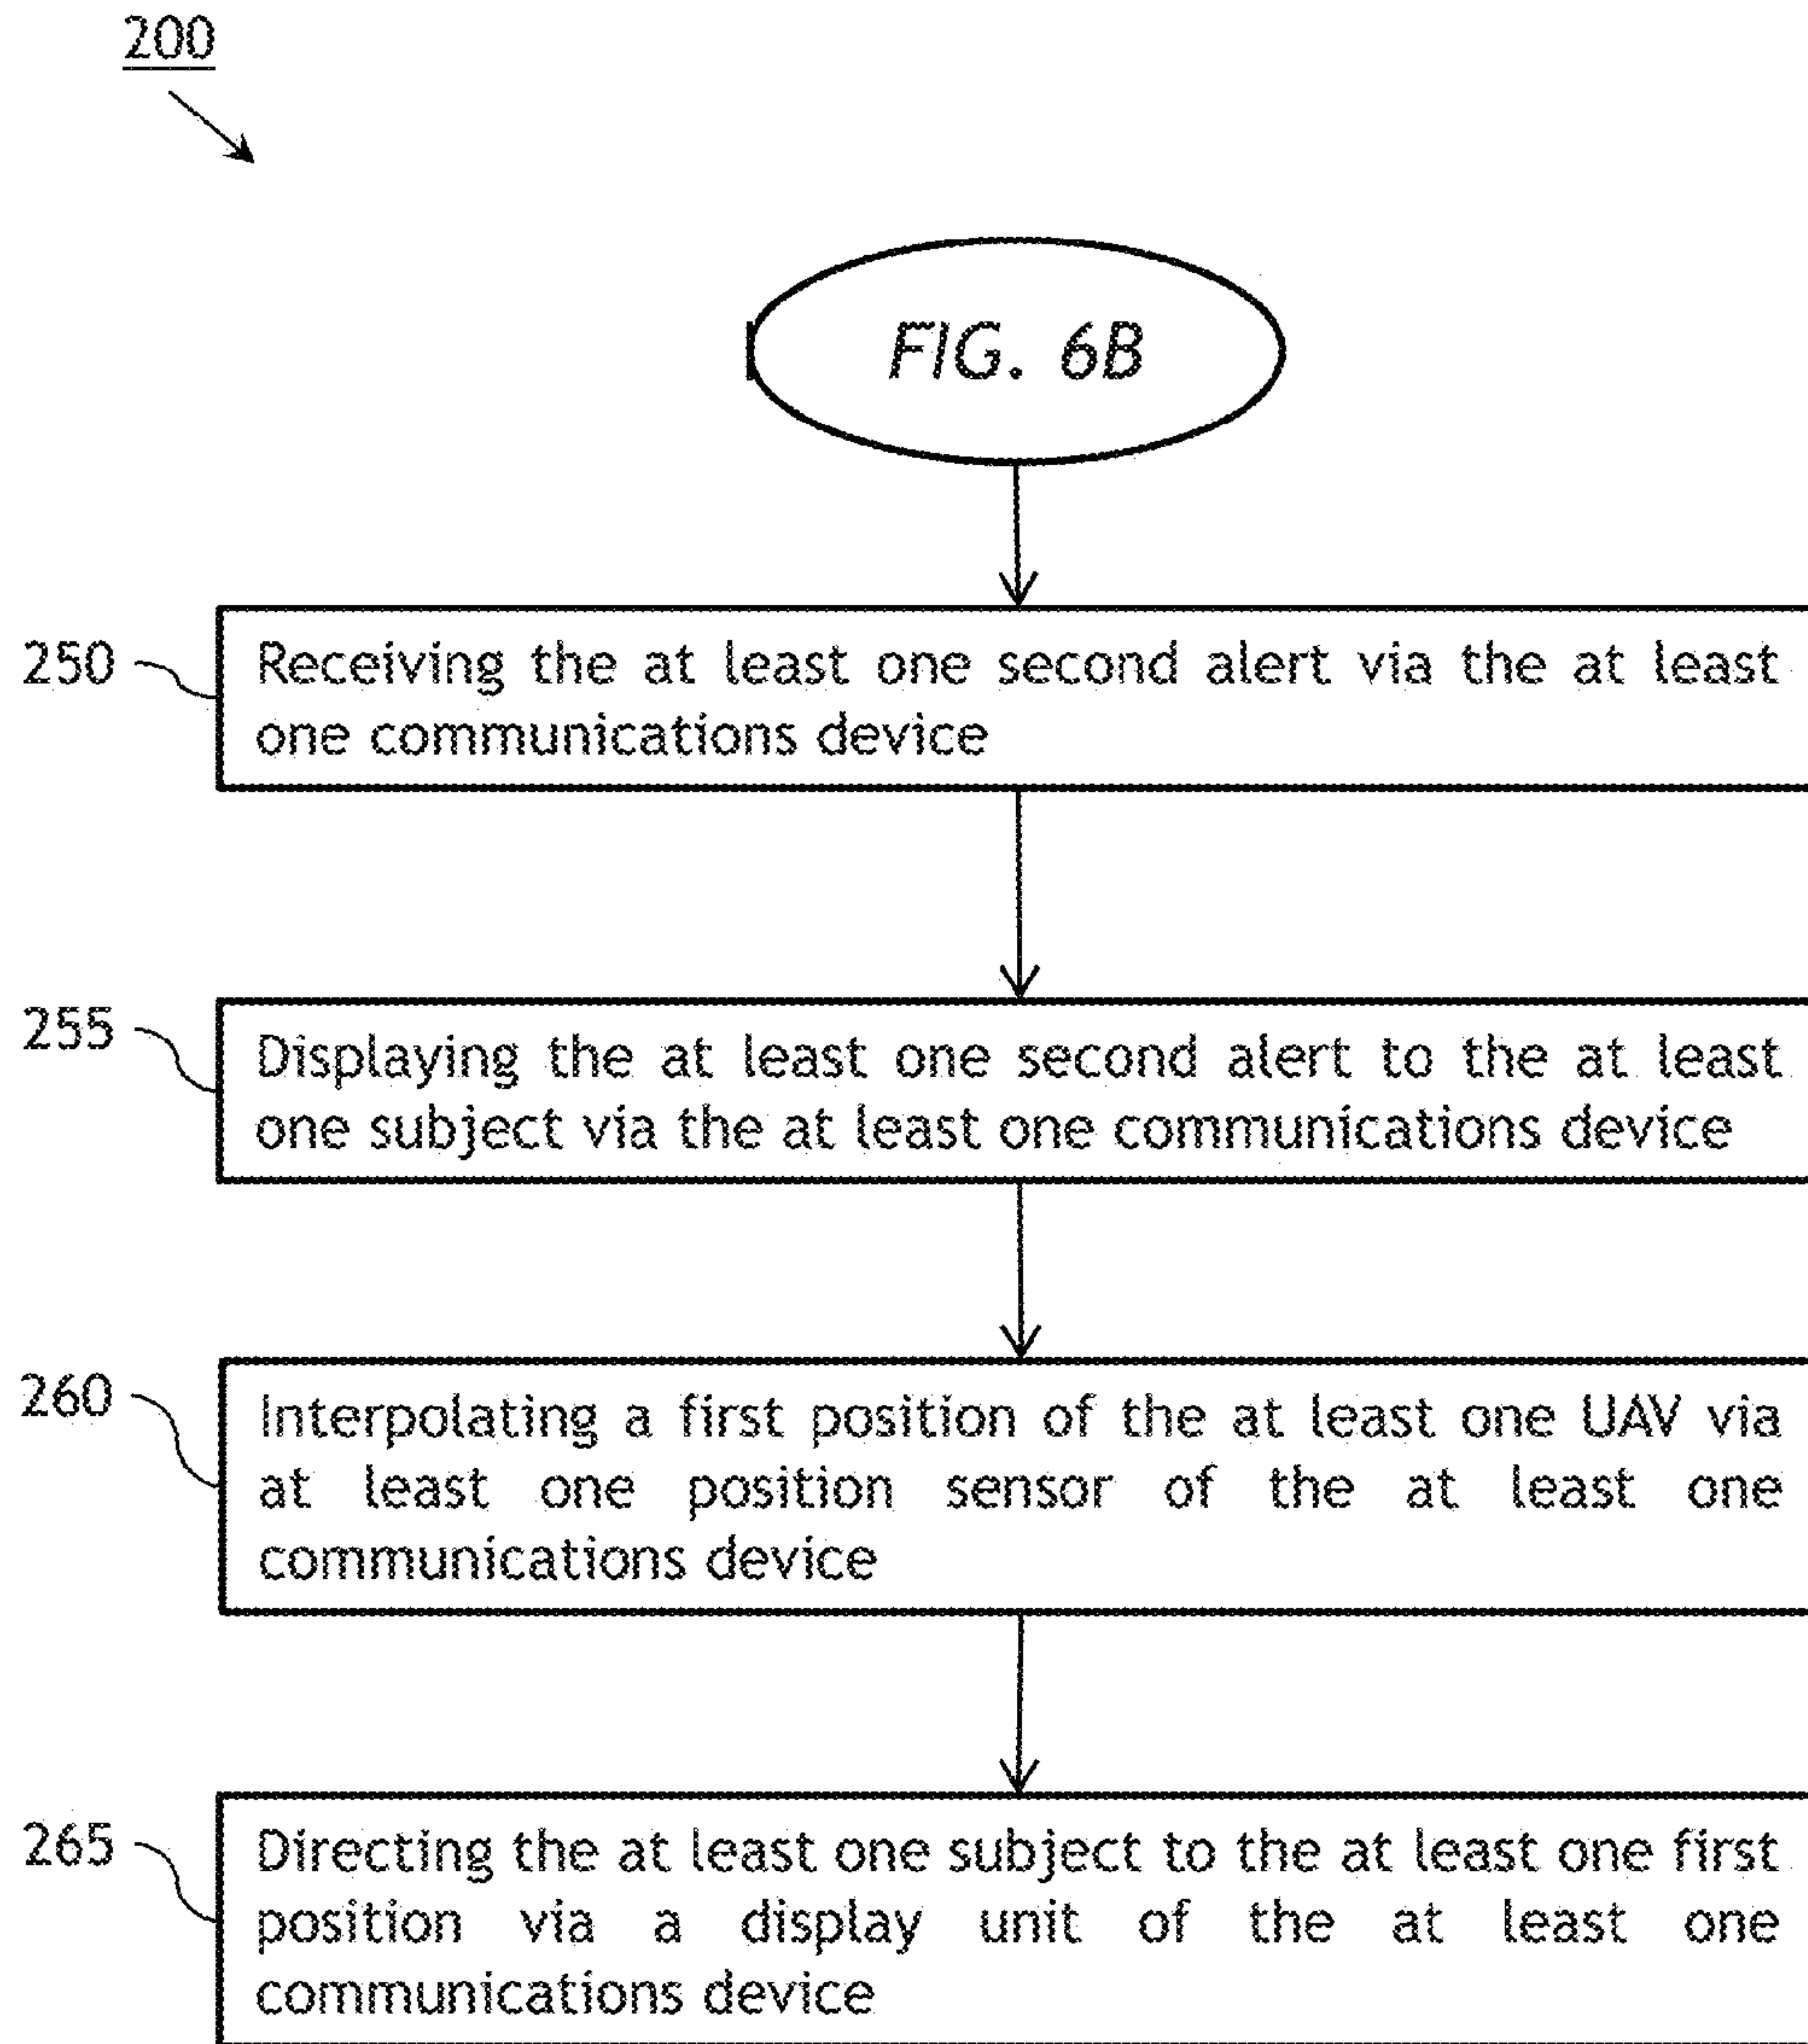 200
FIG. 6B
250
Receiving the at least one second alert via the at least
one communications device
255
Displaying the at least one second alert to the at least
one subject via the at least one communications device
260
Interpolating a first position of the at least one UAV via
at least one position sensor of the at least one
communications device
265
Directing the at least one subject to the at least one first
position via a display unit of the at least one
communications device